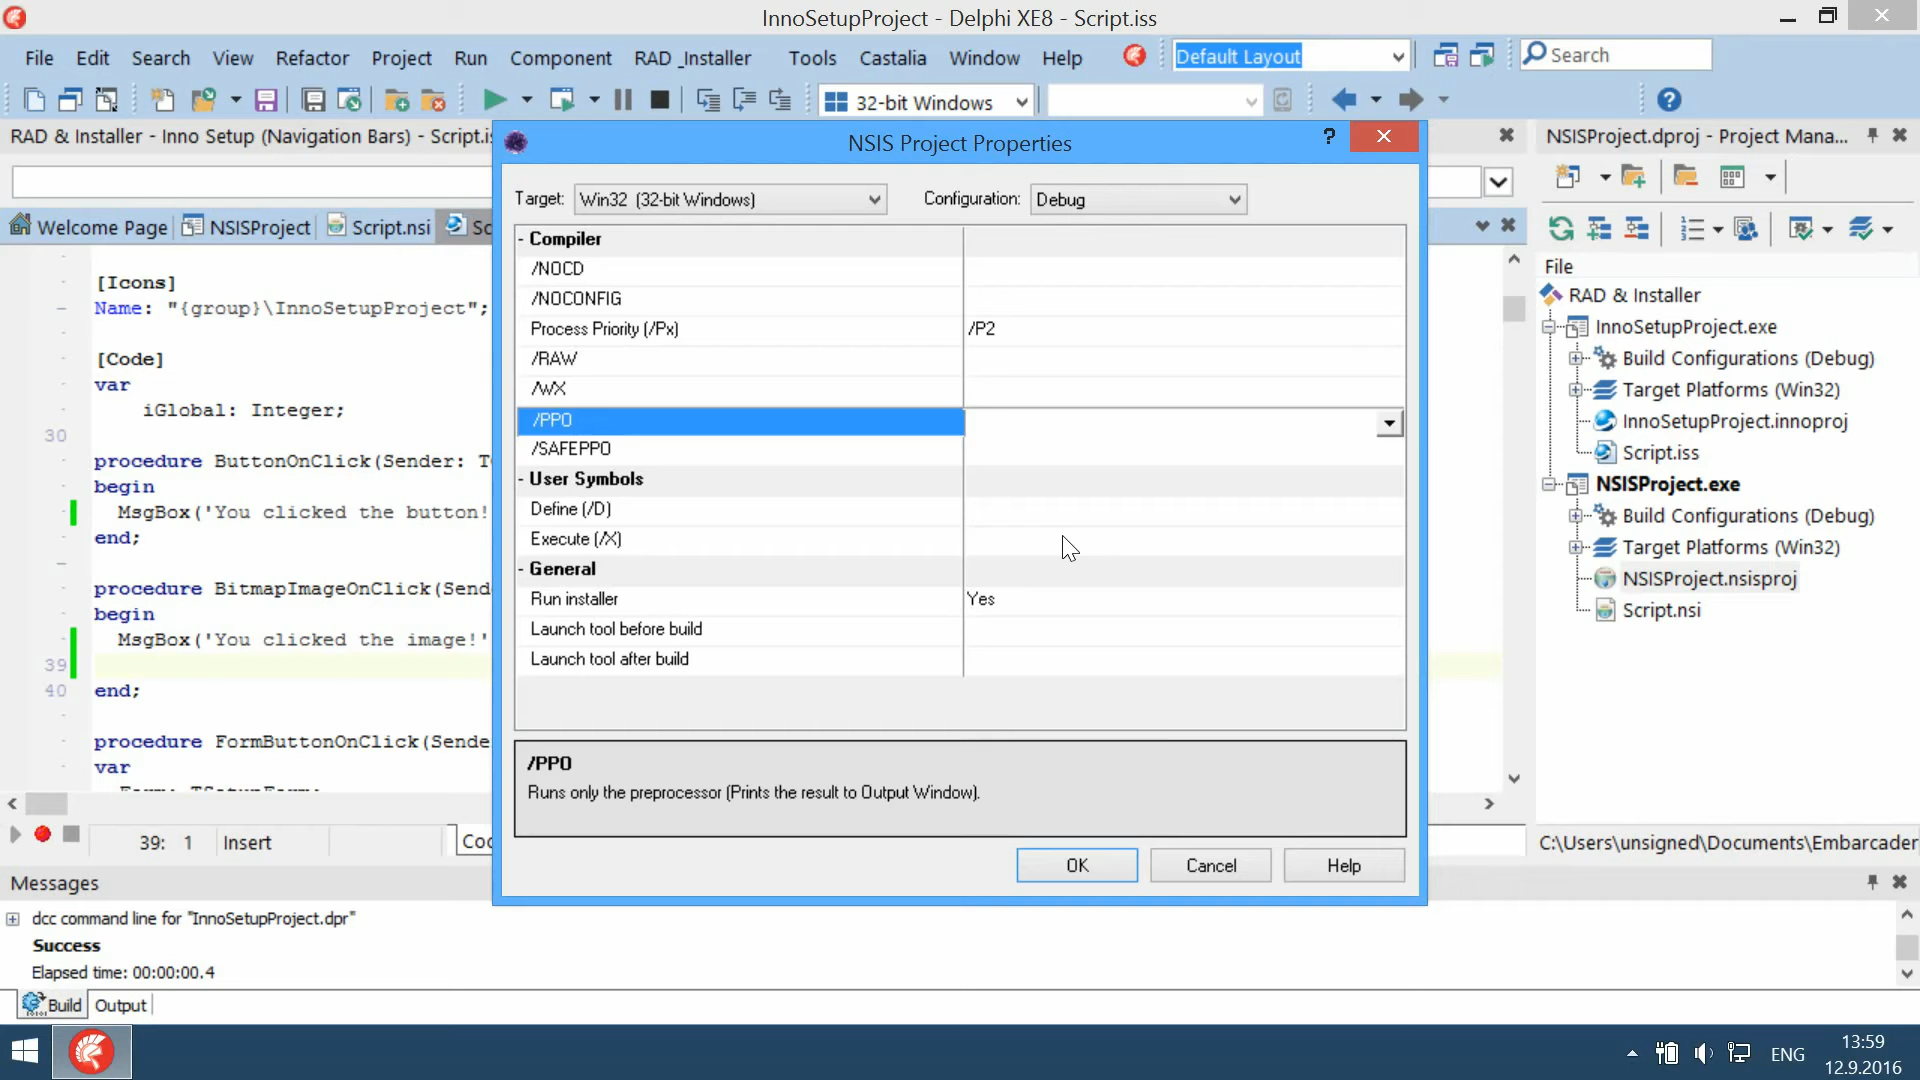 InnoSetupProject - Delphi XE8 - Script.iss
File Edit Search View Refactor Project Run Component RAD _Installer Tools Castalia Window Help Default Layout Search
32-bit Windows
RAD & Installer - Inno Setup (Navigation Bars) - Script.is
NSIS Project Properties
NSISProject.dproj - Project Mana...
Target: Win32 (32-bit Windows) Configuration: Debug
Welcome Page NSISProject Script.nsi Sc
- Compiler
/NOCD
/NOCONFIG
Process Priority (/Px) /P2
/RAW
/WX
/PPO
/SAFEPPO
- User Symbols
Define (/D)
Execute (/X)
- General
Run installer Yes
Launch tool before build
Launch tool after build
/PPO
Runs only the preprocessor (Prints the result to Output Window).
OK Cancel Help
[Icons]
Name: "{group}\InnoSetupProject";
[Code]
var
iGlobal: Integer;
30
procedure ButtonOnClick(Sender: T
begin
MsgBox('You clicked the button!
end;
procedure BitmapImageOnClick(Send
begin
MsgBox('You clicked the image!'
39
40 end;
procedure FormButtonOnClick(Sende
var
39: 1 Insert Coc
File
RAD & Installer
InnoSetupProject.exe
Build Configurations (Debug)
Target Platforms (Win32)
InnoSetupProject.innoproj
Script.iss
NSISProject.exe
Build Configurations (Debug)
Target Platforms (Win32)
NSISProject.nsisproj
Script.nsi
C:\Users\unsigned\Documents\Embarcader
Messages
dcc command line for "InnoSetupProject.dpr"
Success
Elapsed time: 00:00:00.4
Build Output
ENG
13:59
12.9.2016